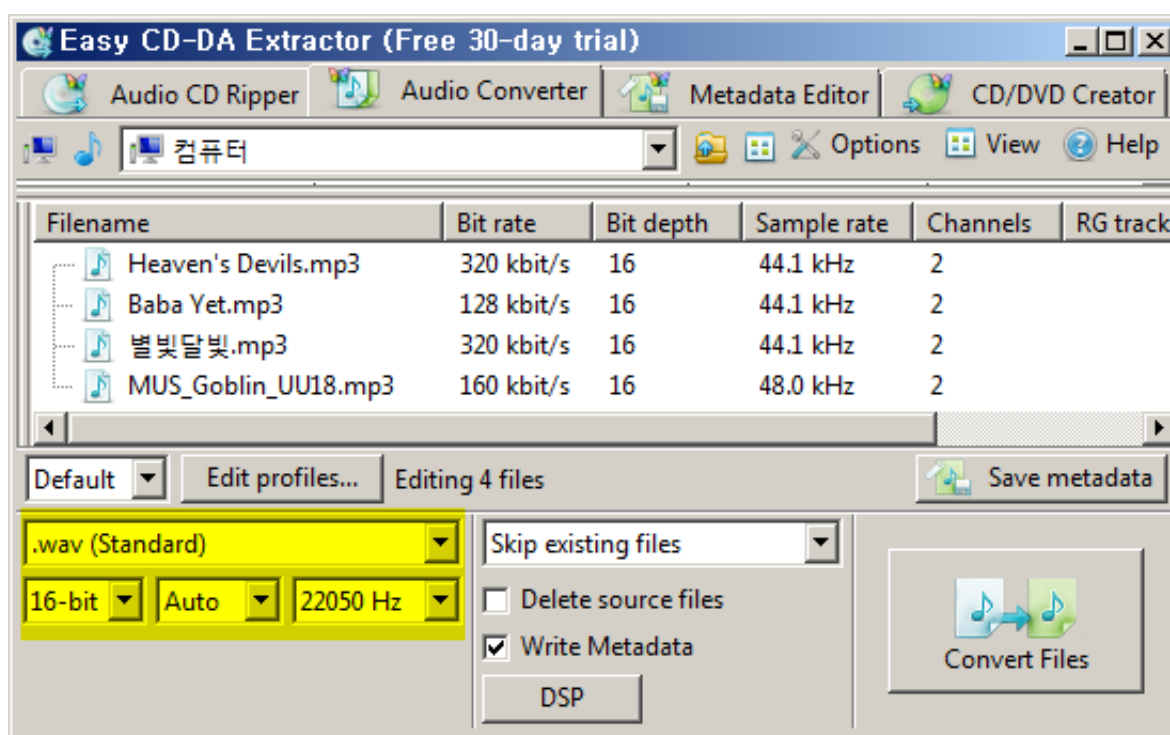 Easy CD-DA Extractor (Free 30-day trial)
Audio CD Ripper Audio Converter Metadata Editor CD/DVD Creator
컴퓨터 Options View Help
Filename Bit rate Bit depth Sample rate Channels RG track
Heaven's Devils.mp3 320 kbit/s 16 44.1 kHz 2
Baba Yet.mp3 128 kbit/s 16 44.1 kHz 2
별빛달빛.mp3 320 kbit/s 16 44.1 kHz 2
MUS_Goblin_UU18.mp3 160 kbit/s 16 48.0 kHz 2
Default Edit profiles... Editing 4 files Save metadata
.wav (Standard) Skip existing files
16-bit Auto 22050 Hz Delete source files
Write Metadata
Convert Files
DSP